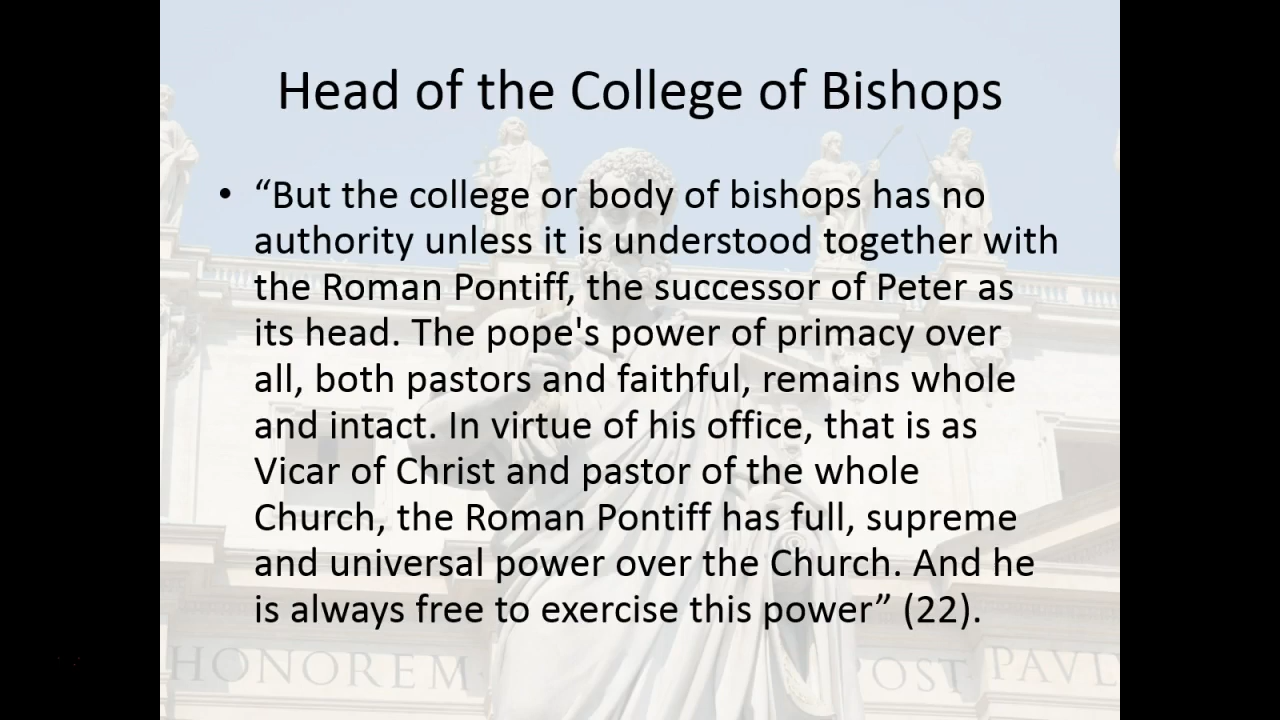 Head of the College of Bishops
• “But the college or body of bishops has no
authority unless it is understood together with
the Roman Pontiff, the successor of Peter as
its head. The pope's power of primacy over
all, both pastors and faithful, remains whole
and intact. In virtue of his office, that is as
Vicar of Christ and pastor of the whole
Church, the Roman Pontiff has full, supreme
and universal power over the Church. And he
is always free to exercise this power” (22).
HONOREM POST PAVL